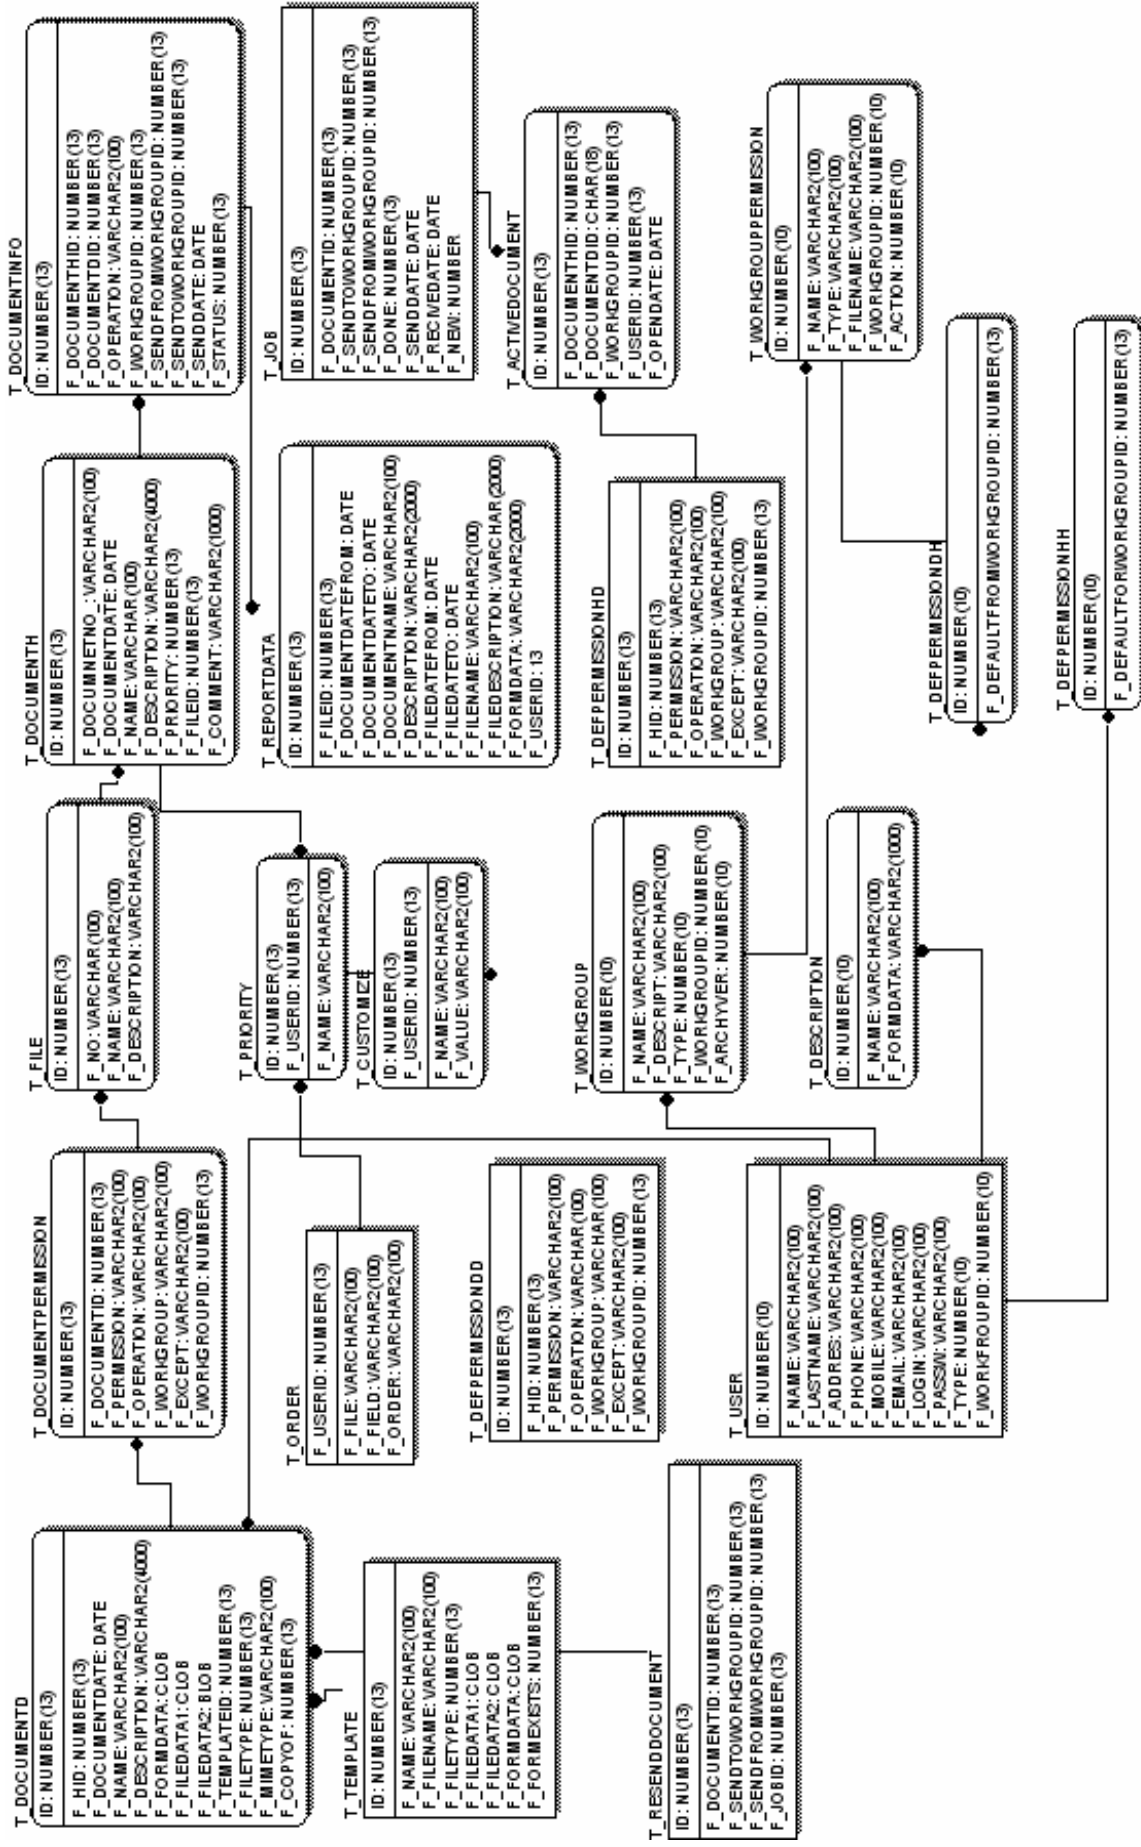 T_DOCUMENTD
ID: NUMBER(13)
F_HID: NUMBER(13)
F_DOCUMENTDATE: DATE
F_NAME: VARCHAR2(100)
F_DESCRIPTION: VARCHAR2(4000)
F_FORMDATA: CLOB
F_FILEDATA1: CLOB
F_FILEDATA2: BLOB
F_TEMPLATEID: NUMBER(13)
F_FILETYPE: NUMBER(13)
F_MIMETYPE: VARCHAR2(100)
F_COPYOF: NUMBER(13)
T_DOCUMENTPERMISSION
ID: NUMBER(13)
F_DOCUMENTID: NUMBER(13)
F_PERMISSION: VARCHAR2(100)
F_OPERATION: VARCHAR2(100)
F_WORKGROUP: VARCHAR2(100)
F_EXCEPT: VARCHAR2(100)
F_WORKGROUPID: NUMBER(13)
T_FILE
ID: NUMBER(13)
F_NO: VARCHAR(100)
F_NAME: VARCHAR2(100)
F_DESCRIPTION: VARCHAR2(100)
T_DOCUMENTH
ID: NUMBER(13)
F_DOCUMNETNO_: VARCHAR2(100)
F_DOCUMENTDATE: DATE
F_NAME: VARCHAR(100)
F_DESCRIPTION: VARCHAR2(4000)
F_PRIORITY: NUMBER(13)
F_FILEID: NUMBER(13)
F_COMMENT: VARCHAR2(1000)
T_DOCUMENTINFO
ID: NUMBER(13)
F_DOCUMENTHID: NUMBER(13)
F_DOCUMENTDID: NUMBER(13)
F_OPERATION: VARCHAR2(100)
F_WORKGROUPID: NUMBER(13)
F_SENDFROMWORKGROUPID: NUMBER(13)
F_SENDTOWORKGROUPID: NUMBER(13)
F_SENDDATE: DATE
F_STATUS: NUMBER(13)
T_TEMPLATE
ID: NUMBER(13)
F_NAME: VARCHAR2(100)
F_FILENAME: VARCHAR2(100)
F_FILETYPE: NUMBER(13)
F_FILEDATA1: CLOB
F_FILEDATA2: CLOB
F_FORMDATA: CLOB
F_FORMEXISTS: NUMBER(13)
T_ORDER
F_USERID: NUMBER(13)
F_FILE: VARCHAR2(100)
F_FIELD: VARCHAR2(100)
F_ORDER: VARCHAR2(100)
T_PRIORITY
ID: NUMBER(13)
F_USERID: NUMBER(13)
F_NAME: VARCHAR2(100)
T_CUSTOMIZE
ID: NUMBER(13)
F_USERID: NUMBER(13)
F_NAME: VARCHAR2(100)
F_VALUE: VARCHAR2(100)
T_REPORTDATA
ID: NUMBER(13)
F_FILEID: NUMBER(13)
F_DOCUMENTDATEFROM: DATE
F_DOCUMENTDATETO: DATE
F_DOCUMENTNAME: VARCHAR2(100)
F_DESCRIPTION: VARCHAR2(2000)
F_FILEDATEFROM: DATE
F_FILEDATETO: DATE
F_FILENAME: VARCHAR2(100)
F_FILEDESCRIPTION: VARCHAR(2000)
F_FORMDATA: VARCHAR2(2000)
F_USERID: 13
T_JOB
ID: NUMBER(13)
F_DOCUMENTID: NUMBER(13)
F_SENDTOWORKGROUPID: NUMBER(13)
F_SENDFROMWORKGROUPID: NUMBER(13)
F_DONE: NUMBER(13)
F_SENDDATE: DATE
F_RECIVEDATE: DATE
F_NEW: NUMBER
T_RESENDDOCUMENT
ID: NUMBER(13)
F_DOCUMENTID: NUMBER(13)
F_SENDTOWORKGROUPID: NUMBER(13)
F_SENDFROMWORKGROUPID: NUMBER(13)
F_JOBID: NUMBER(13)
T_DEFPERMISSIONDD
ID: NUMBER(13)
F_HID: NUMBER(13)
F_PERMISSION: VARCHAR2(100)
F_OPERATION: VARCHAR(100)
F_WORKGROUP: VARCHAR(100)
F_EXCEPT: VARCHAR2(100)
F_WORKGROUPID: NUMBER(13)
T_WORKGROUP
ID: NUMBER(10)
F_NAME: VARCHAR2(100)
F_DESCRIPT: VARCHAR2(100)
F_TYPE: NUMBER(10)
F_WORKGROUPID: NUMBER(10)
F_ARCHYVER: NUMBER(10)
T_DEFPERMISSIONHD
ID: NUMBER(13)
F_HID: NUMBER(13)
F_PERMISSION: VARCHAR2(100)
F_OPERATION: VARCHAR2(100)
F_WORKGROUP: VARCHAR2(100)
F_EXCEPT: VARCHAR2(100)
F_WORKGROUPID: NUMBER(13)
T_ACTIVEDOCUMENT
ID: NUMBER(13)
F_DOCUMENTHID: NUMBER(13)
F_DOCUMENTDID: CHAR(18)
F_WORKGROUPID: NUMBER(13)
F_USERID: NUMBER(13)
F_OPENDATE: DATE
T_USER
ID: NUMBER(10)
F_NAME: VARCHAR2(100)
F_LASTNAME: VARCHAR2(100)
F_ADDRES: VARCHAR2(100)
F_PHONE: VARCHAR2(100)
F_MOBILE: VARCHAR2(100)
F_EMAIL: VARCHAR2(100)
F_LOGIN: VARCHAR2(100)
F_PASSW: VARCHAR2(100)
F_TYPE: NUMBER(10)
F_WORKFROUPID: NUMBER(10)
T_DESCRIPTION
ID: NUMBER(10)
F_NAME: VARCHAR2(100)
F_FORMDATA: VARCHAR2(1000)
T_WORKGROUPPERMISSION
ID: NUMBER(10)
F_NAME: VARCHAR2(100)
F_TYPE: VARCHAR2(100)
F_FILENAME: VARCHAR2(100)
F_WORKGROUPID: NUMBER(10)
F_ACTION: NUMBER(10)
T_DEFPERMISSIONDH
ID: NUMBER(10)
F_DEFAULTFROMWORKGROUPID: NUMBER(13)
T_DEFPERMISSIONHH
ID: NUMBER(10)
F_DEFAULTFORWORKGROUPID: NUMBER(13)